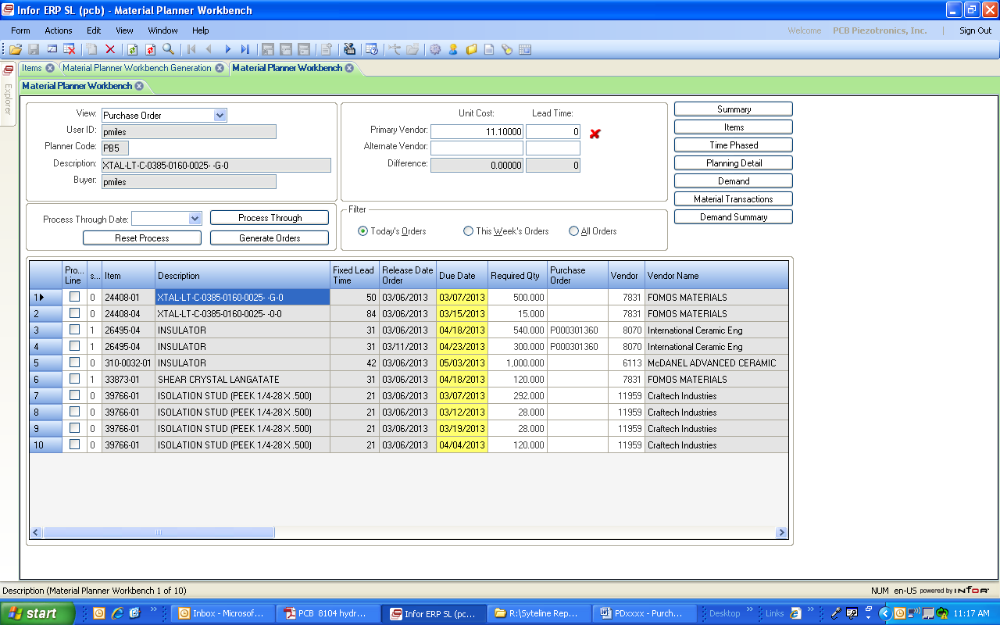 Infor ERP SL (pcb) - Material Planner Workbench
Form Actions Edit View Window Help
Welcome PCB Piezotronics, Inc. | Sign Out
Items Material Planner Workbench Generation Material Planner Workbench
Explorer
Material Planner Workbench
View: Purchase Order
User ID: pmiles
Planner Code: PB5
Description: XTAL-LT-C-0385-0160-0025- -G-0
Buyer: pmiles
Unit Cost: Lead Time:
Primary Vendor: 11.10000 0
Alternate Vendor:
Difference: 0.00000 0
Summary
Items
Time Phased
Planning Detail
Demand
Material Transactions
Demand Summary
Process Through Date: Process Through
Reset Process Generate Orders
Filter
Today's Orders This Week's Orders All Orders
Pro... Line s... Item Description Fixed Lead Time Release Date Order Due Date Required Qty Purchase Order Vendor Vendor Name
1 0 24408-01 XTAL-LT-C-0385-0160-0025- -G-0 50 03/06/2013 03/07/2013 500.000 7831 FOMOS MATERIALS
2 0 24408-04 XTAL-LT-C-0385-0160-0025- -0-0 84 03/06/2013 03/15/2013 15.000 7831 FOMOS MATERIALS
3 1 26495-04 INSULATOR 31 03/06/2013 04/18/2013 540.000 P000301360 8070 International Ceramic Eng
4 1 26495-04 INSULATOR 31 03/11/2013 04/23/2013 300.000 P000301360 8070 International Ceramic Eng
5 0 310-0032-01 INSULATOR 42 03/06/2013 05/03/2013 1,000.000 6113 McDANEL ADVANCED CERAMIC
6 1 33873-01 SHEAR CRYSTAL LANGATATE 31 03/06/2013 04/18/2013 120.000 7831 FOMOS MATERIALS
7 0 39766-01 ISOLATION STUD (PEEK 1/4-28 X .500) 21 03/06/2013 03/07/2013 292.000 11959 Craftech Industries
8 0 39766-01 ISOLATION STUD (PEEK 1/4-28 X .500) 21 03/06/2013 03/12/2013 28.000 11959 Craftech Industries
9 0 39766-01 ISOLATION STUD (PEEK 1/4-28 X .500) 21 03/06/2013 03/19/2013 28.000 11959 Craftech Industries
10 0 39766-01 ISOLATION STUD (PEEK 1/4-28 X .500) 21 03/06/2013 04/04/2013 120.000 11959 Craftech Industries
Description (Material Planner Workbench 1 of 10) NUM en-US powered by infor
start Inbox - Microsof... PCB 8104 hydr... Infor ERP SL (pc... R:\Syteline Rep... PDxxxx - Purch... Desktop » Links » 11:17 AM